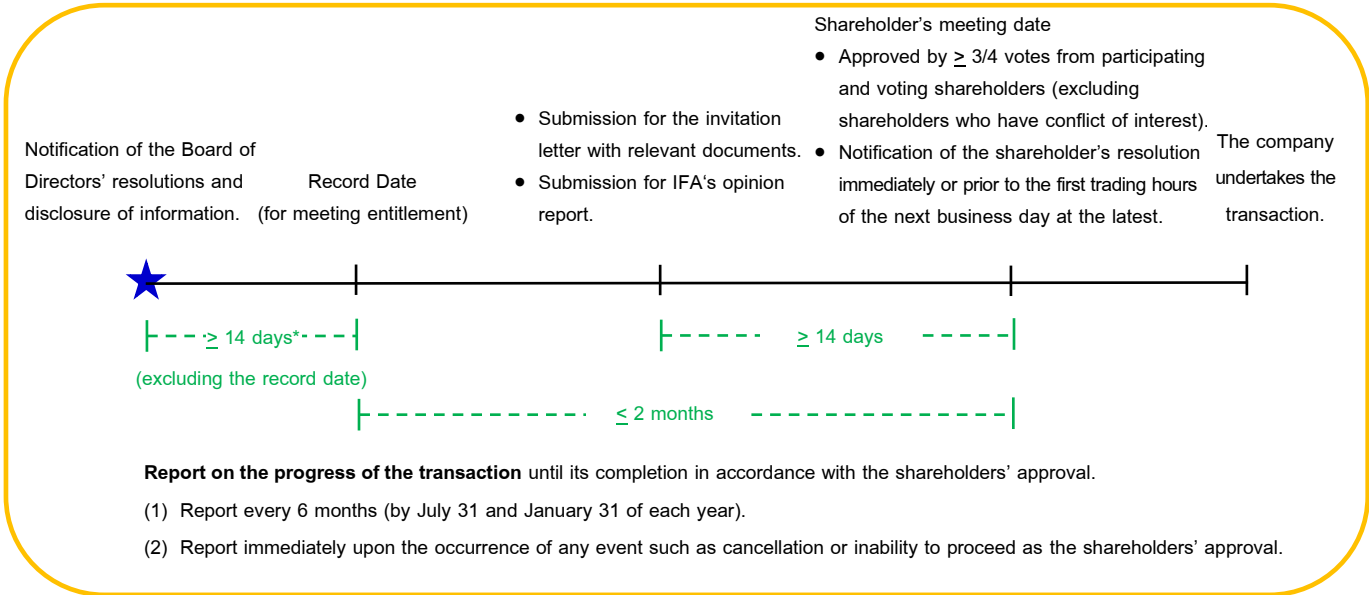 Notification of the Board of
Directors’ resolutions and
disclosure of information.
Record Date
(for meeting entitlement)
● Submission for the invitation
letter with relevant documents.
● Submission for IFA‘s opinion
report.
Shareholder’s meeting date
● Approved by ≥ 3/4 votes from participating
and voting shareholders (excluding
shareholders who have conflict of interest).
● Notification of the shareholder’s resolution
immediately or prior to the first trading hours
of the next business day at the latest.
The company
undertakes the
transaction.
≥ 14 days*
(excluding the record date)
≥ 14 days
≤ 2 months
Report on the progress of the transaction until its completion in accordance with the shareholders’ approval.
(1) Report every 6 months (by July 31 and January 31 of each year).
(2) Report immediately upon the occurrence of any event such as cancellation or inability to proceed as the shareholders’ approval.